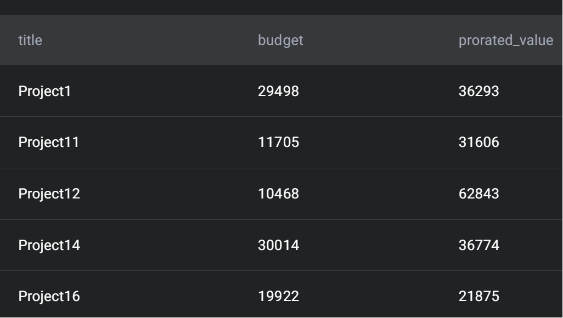 title budget prorated_value
Project1 29498 36293
Project11 11705 31606
Project12 10468 62843
Project14 30014 36774
Project16 19922 21875